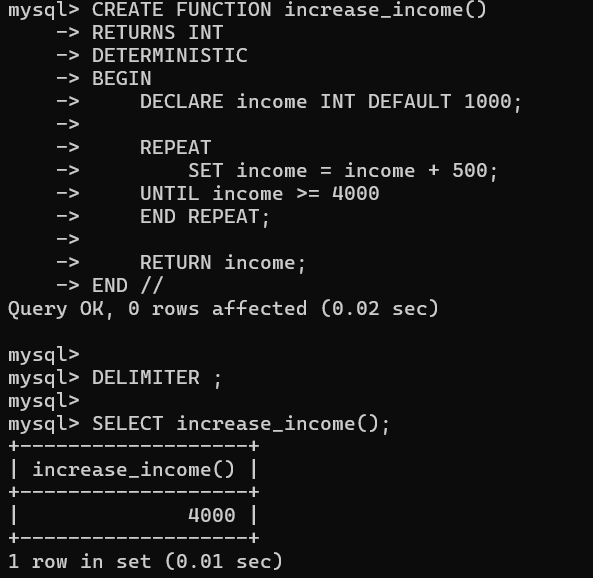 mysql> CREATE FUNCTION increase_income()
    -> RETURNS INT
    -> DETERMINISTIC
    -> BEGIN
    ->     DECLARE income INT DEFAULT 1000;
    ->
    ->     REPEAT
    ->         SET income = income + 500;
    ->     UNTIL income >= 4000
    ->     END REPEAT;
    ->
    ->     RETURN income;
    -> END //
Query OK, 0 rows affected (0.02 sec)

mysql>
mysql> DELIMITER ;
mysql>
mysql> SELECT increase_income();
+-------------------+
| increase_income() |
+-------------------+
|              4000 |
+-------------------+
1 row in set (0.01 sec)